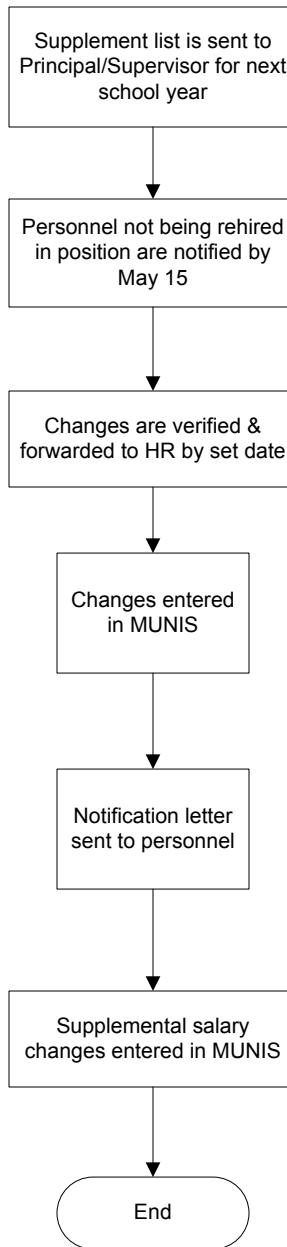 Supplement list is sent to
Principal/Supervisor for next
school year
Personnel not being rehired
in position are notified by
May 15
Changes are verified &
forwarded to HR by set date
Changes entered
in MUNIS
Notification letter
sent to personnel
Supplemental salary
changes entered in MUNIS
End